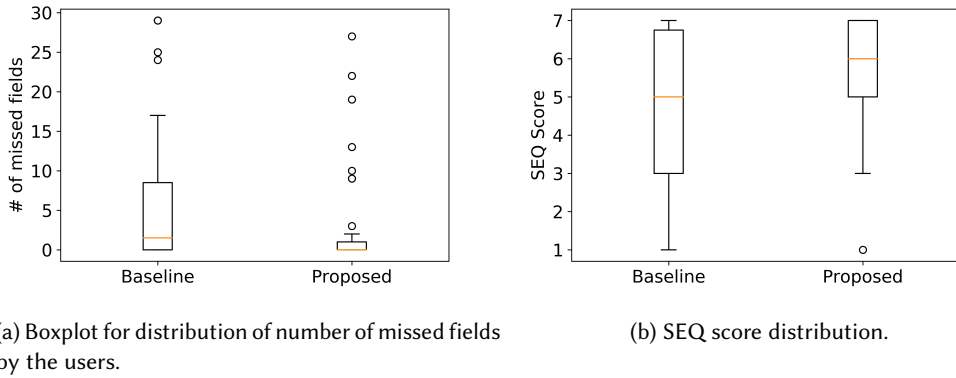 30
25
20
15
10
5
0
# of missed fields
Baseline Proposed
7
6
5
4
3
2
1
SEQ Score
Baseline Proposed
(a) Boxplot for distribution of number of missed fields
by the users.
(b) SEQ score distribution.